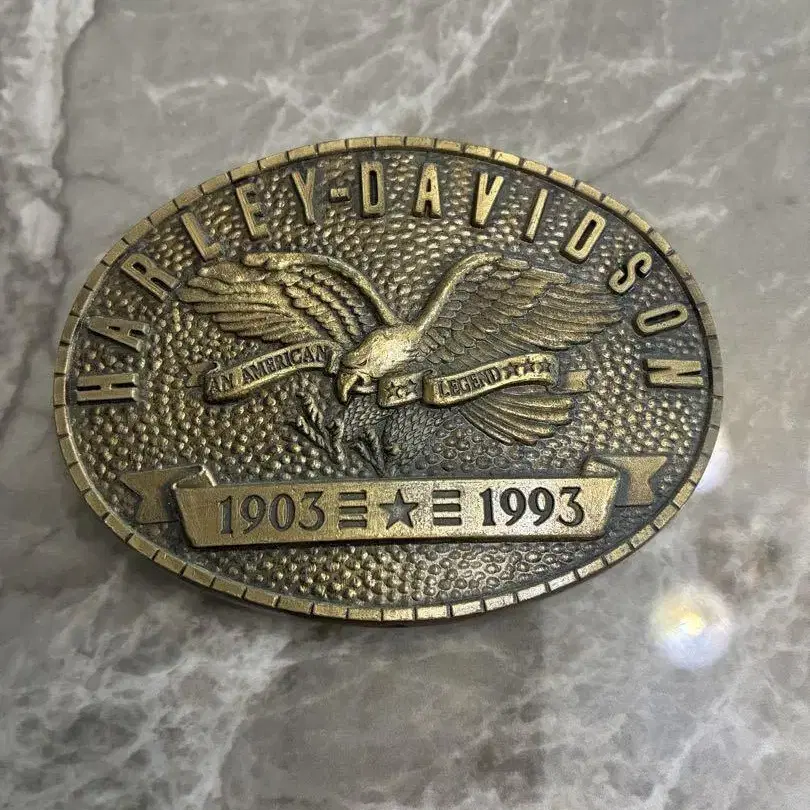 HARLEY-DAVIDSON
AN AMERICAN LEGEND
1903 1993